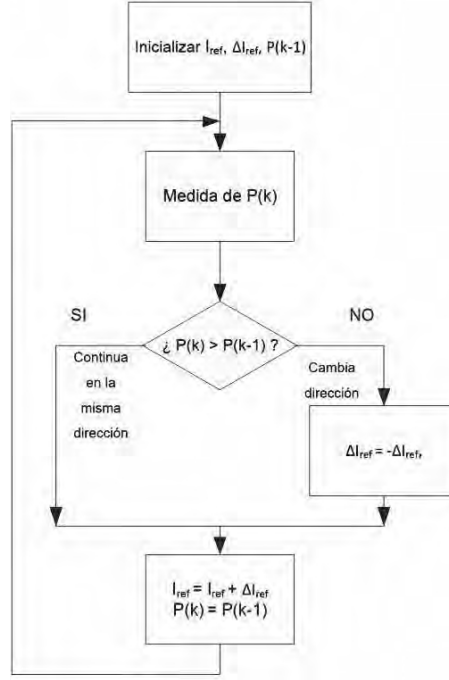 Inicializar Iref, ΔIref, P(k-1)
Medida de P(k)
SI
NO
¿ P(k) > P(k-1) ?
Continua
en la
misma
dirección
Cambia
dirección
ΔIref = -ΔIref,
Iref = Iref + ΔIref
P(k) = P(k-1)